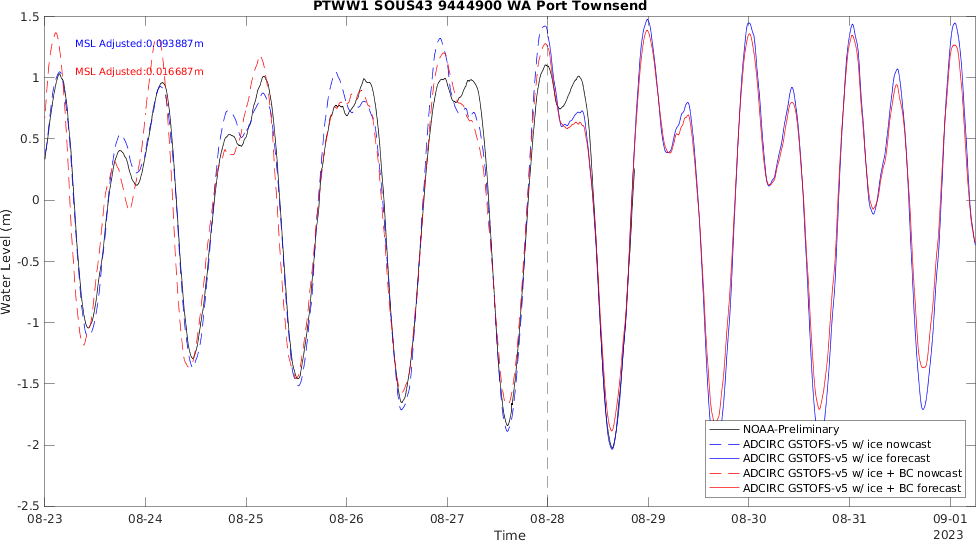 PTWW1 SOUS43 9444900 WA Port Townsend
MSL Adjusted:0.093887m
MSL Adjusted:0.016687m
Water Level (m)
1.5
1
0.5
0
-0.5
-1
-1.5
-2
-2.5
NOAA-Preliminary
ADCIRC GSTOFS-v5 w/ ice nowcast
ADCIRC GSTOFS-v5 w/ ice forecast
ADCIRC GSTOFS-v5 w/ ice + BC nowcast
ADCIRC GSTOFS-v5 w/ ice + BC forecast
08-23 08-24 08-25 08-26 08-27 08-28 08-29 08-30 08-31 09-01
2023
Time